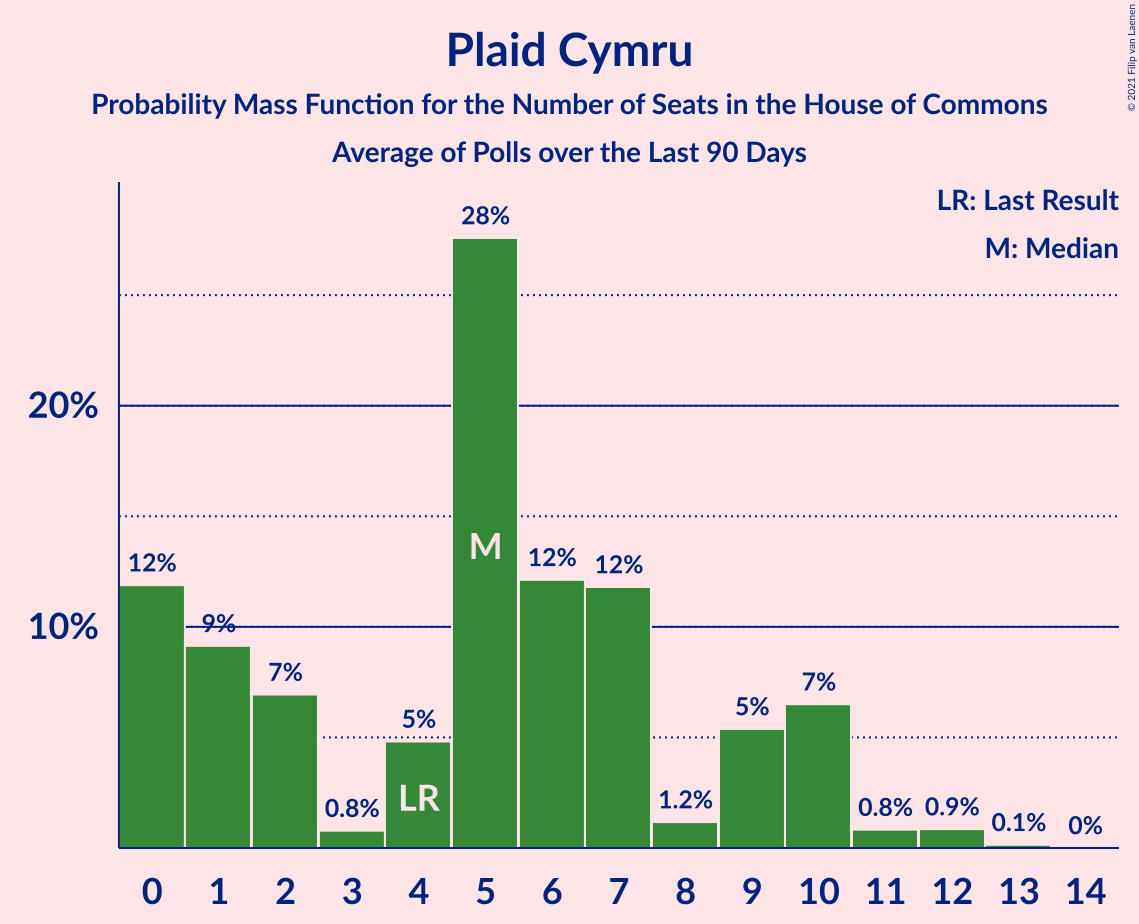 Plaid Cymru
Probability Mass Function for the Number of Seats in the House of Commons
Average of Polls over the Last 90 Days
© 2021 Filip van Laenen
LR: Last Result
M: Median
28%
20%
M
12%
12%
12%
10%
9%
7%
7%
5%
5%
LR
0.8%
1.2%
0.8%
0.9%
0.1%
0%
0 1 2 3 4 5 6 7 8 9 10 11 12 13 14